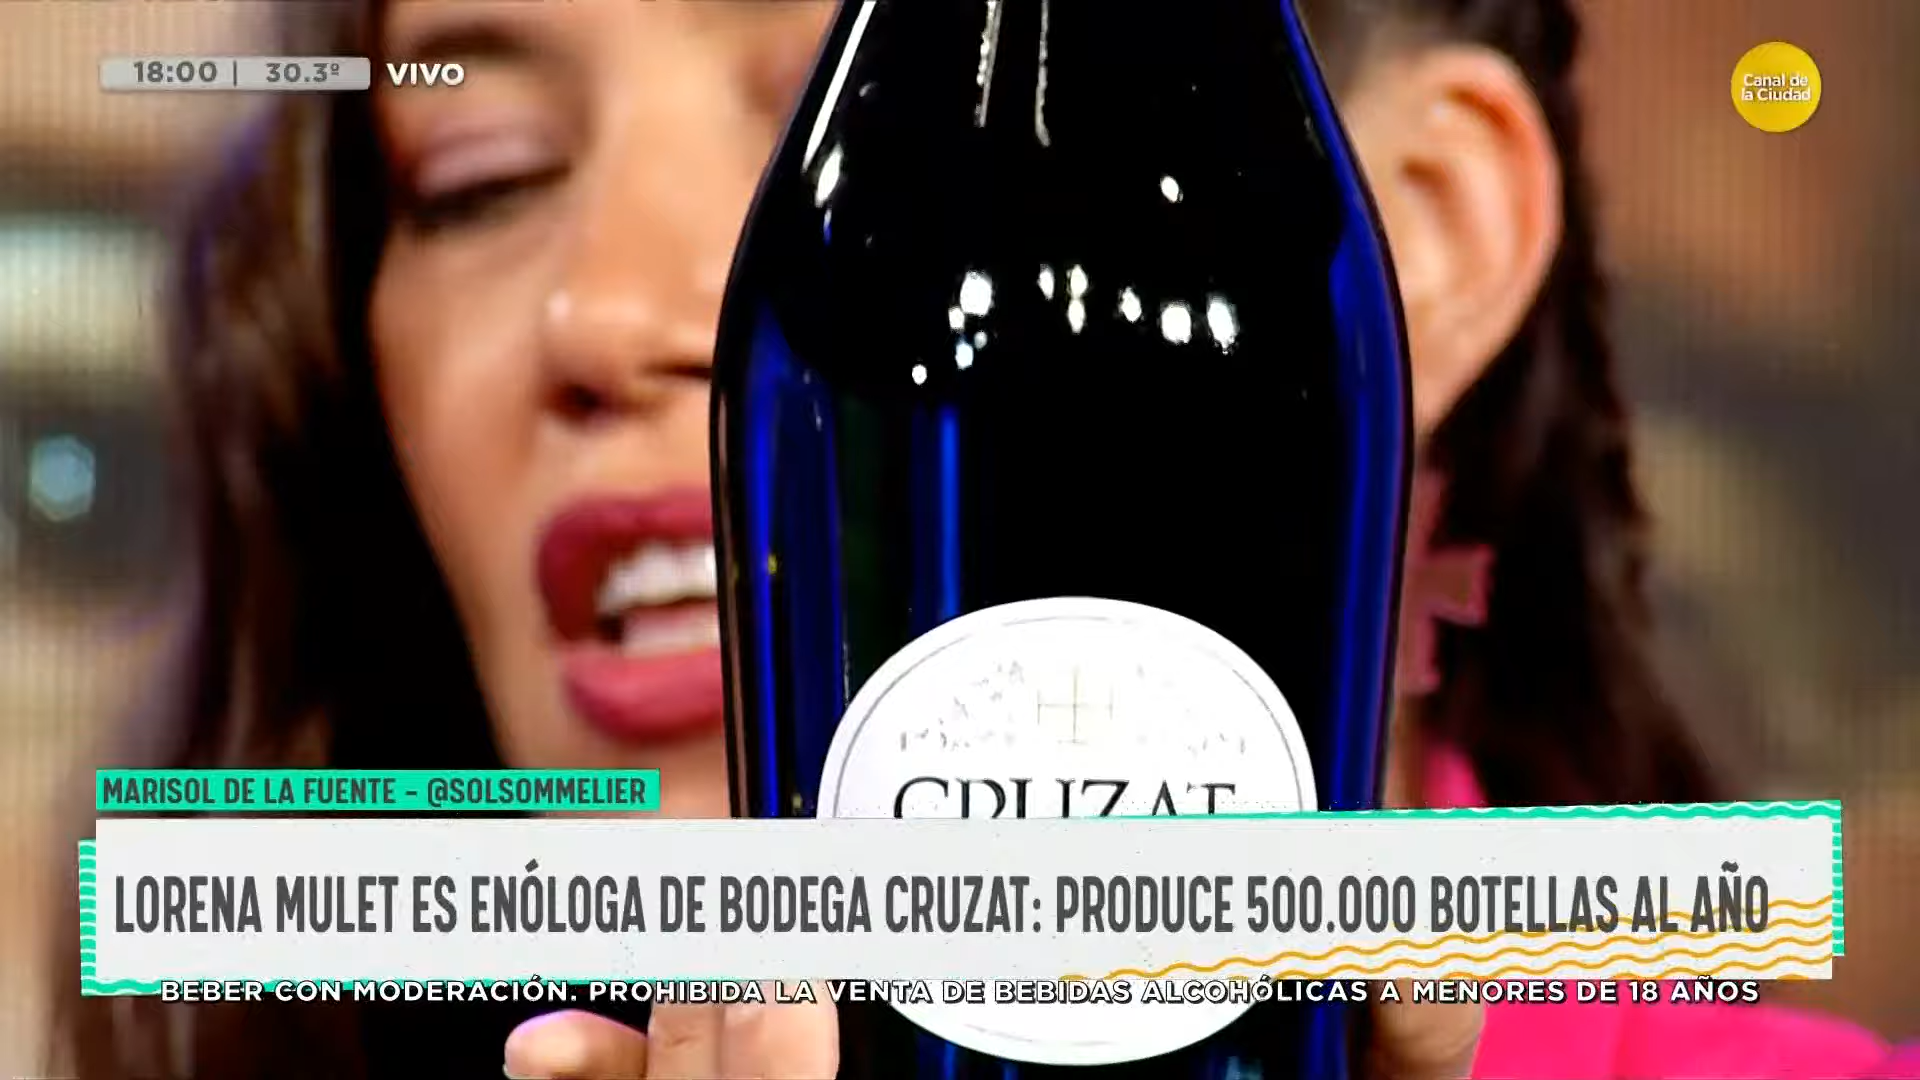 18:00 | 30.3º VIVO
Canal de
la Ciudad
CRUZAT
MARISOL DE LA FUENTE - @SOLSOMMELIER
LORENA MULET ES ENÓLOGA DE BODEGA CRUZAT: PRODUCE 500.000 BOTELLAS AL AÑO
BEBER CON MODERACIÓN. PROHIBIDA LA VENTA DE BEBIDAS ALCOHÓLICAS A MENORES DE 18 AÑOS